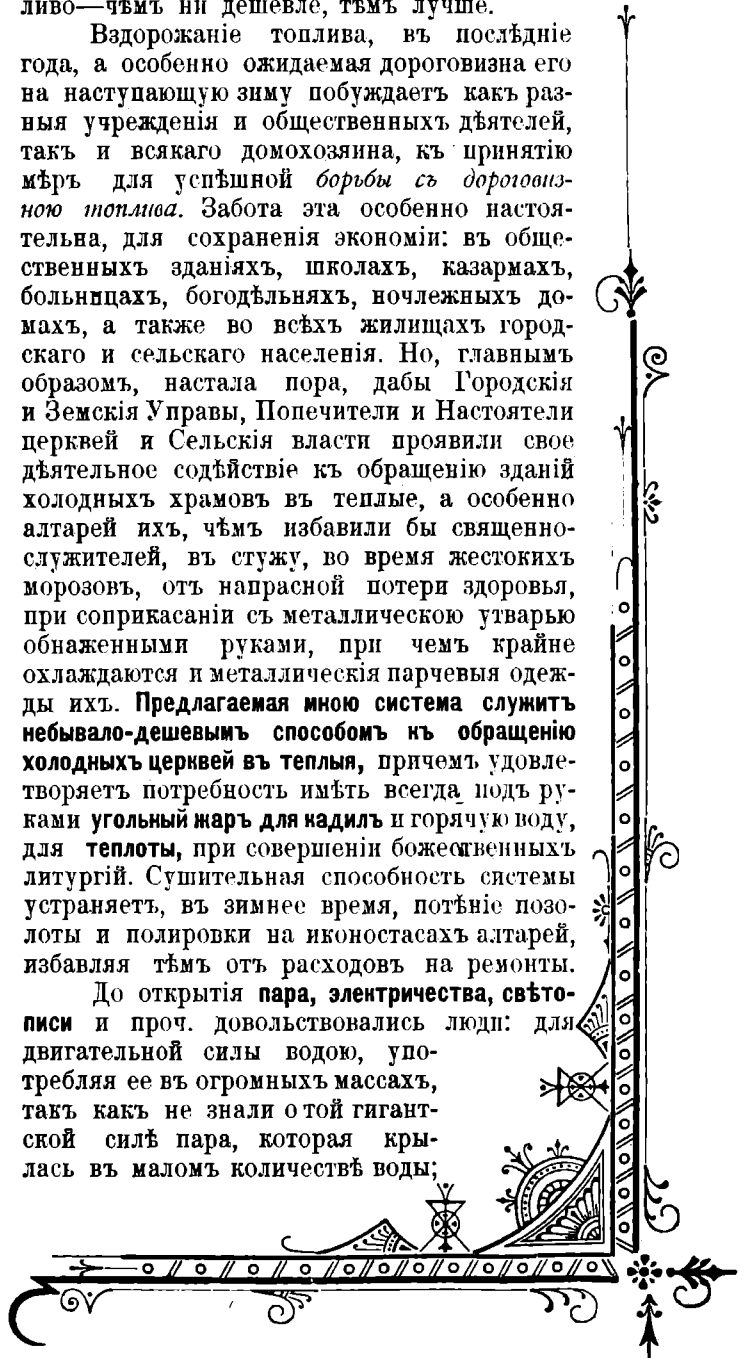 ливо—чѣмъ ни дешевле, тѣмъ лучше.
Вздорожаніе топлива, въ послѣдніе
года, а особенно ожидаемая дороговизна его
на наступающую зиму побуждаетъ какъ раз-
ныя учрежденія и общественныхъ дѣятелей,
такъ и всякаго домохозяина, къ принятію
мѣръ для успѣшной борьбы съ дороговиз-
ною топлива. Забота эта особенно настоя-
тельна, для сохраненія экономіи: въ обще-
ственныхъ зданіяхъ, школахъ, казармахъ,
больницахъ, богодѣльняхъ, ночлежныхъ до-
махъ, а также во всѣхъ жилищахъ город-
скаго и сельскаго населенія. Но, главнымъ
образомъ, настала пора, дабы Городскія
и Земскія Управы, Попечители и Настоятели
церквей и Сельскія власти проявили свое
дѣятельное содѣйствіе къ обращенію зданій
холодныхъ храмовъ въ теплые, а особенно
алтарей ихъ, чѣмъ избавили бы священно-
служителей, въ стужу, во время жестокихъ
морозовъ, отъ напрасной потери здоровья,
при соприкасаніи съ металлическою утварью
обнаженными руками, при чемъ крайне
охлаждаются и металлическія парчевыя одеж-
ды ихъ. Предлагаемая мною система служитъ
небывало-дешевымъ способомъ къ обращенію
холодныхъ церквей въ теплыя, причемъ удовле-
творяетъ потребность имѣть всегда подъ ру-
ками угольный жаръ для кадилъ и горячую воду,
для теплоты, при совершеніи божественныхъ
литургій. Сушительная способность системы
устраняетъ, въ зимнее время, потѣніе позо-
лоты и полировки на иконостасахъ алтарей,
избавляя тѣмъ отъ расходовъ на ремонты.
До открытія пара, электричества, свѣто-
писи и проч. довольствовались люди: для
двигательной силы водою, упо-
требляя ее въ огромныхъ массахъ,
такъ какъ не знали о той гигант-
ской силѣ пара, которая кры-
лась въ маломъ количествѣ воды;